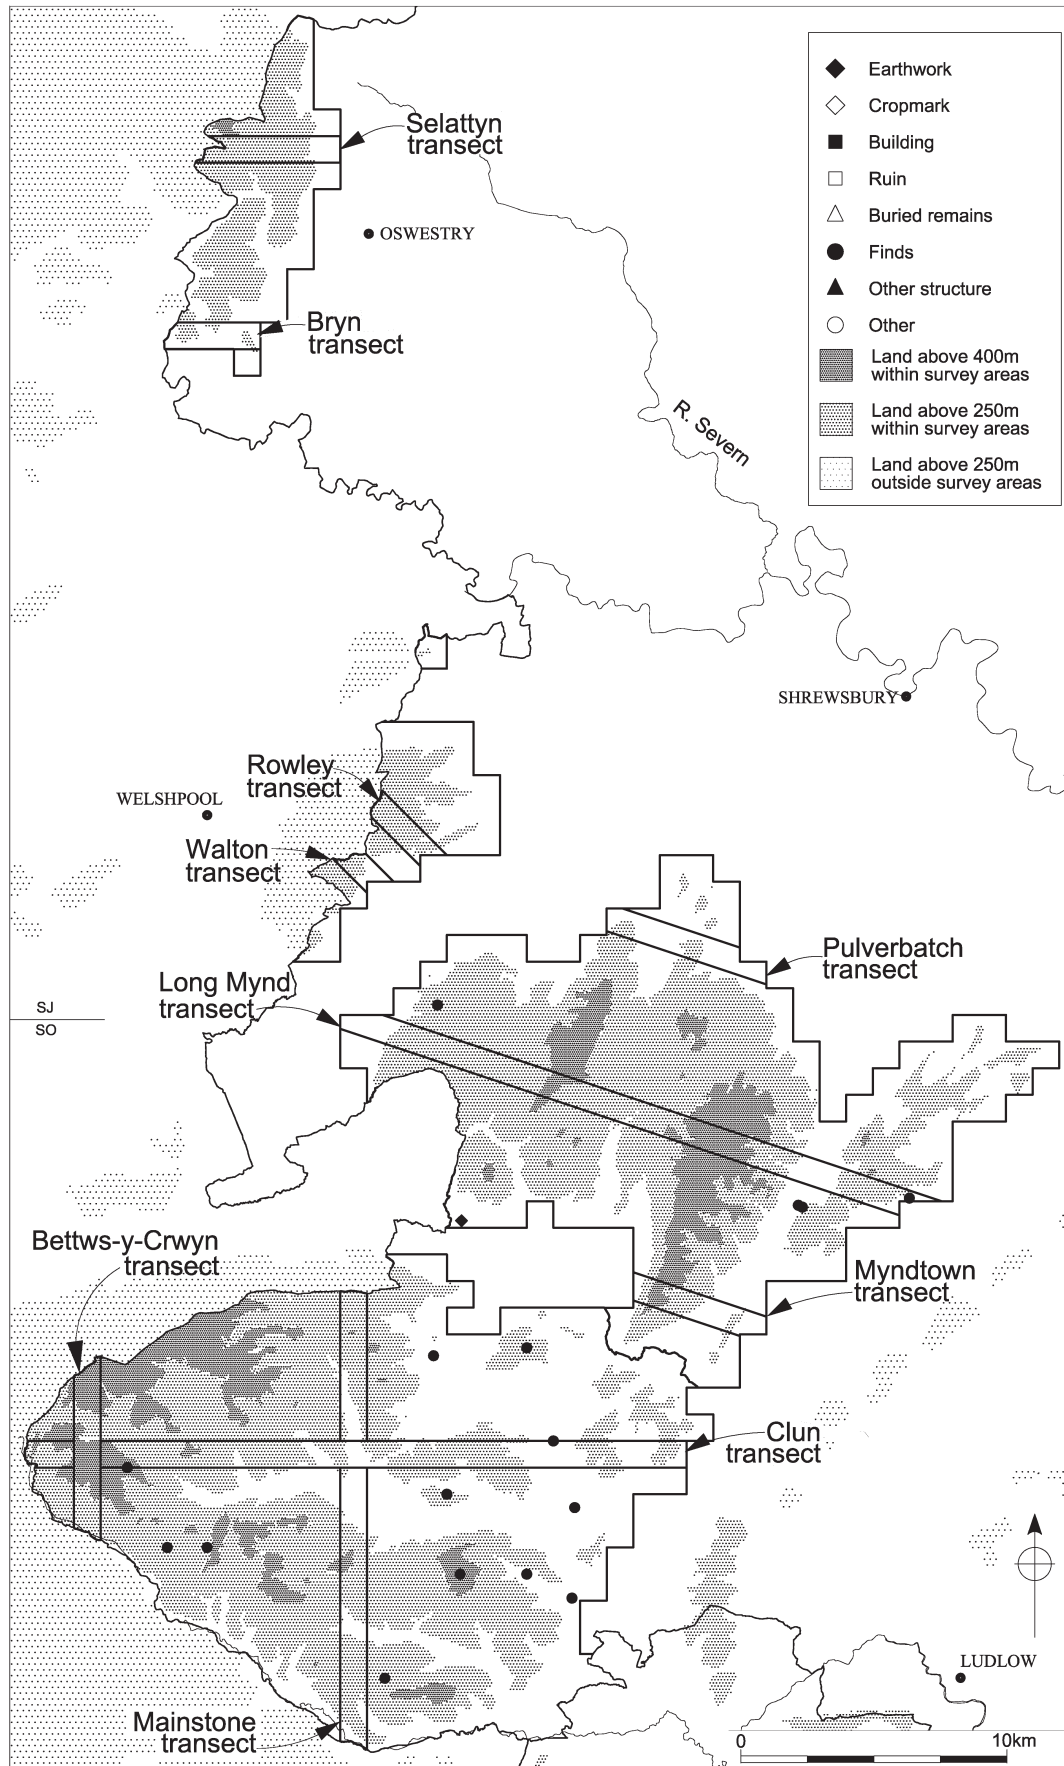 Earthwork
Cropmark
Building
Ruin
Buried remains
Finds
Other structure
Other
Land above 400m
within survey areas
Land above 250m
within survey areas
Land above 250m
outside survey areas
Selattyn
transect
OSWESTRY
Bryn
transect
R. Severn
SHREWSBURY
Rowley
transect
WELSHPOOL
Walton
transect
Pulverbatch
transect
Long Mynd
transect
SJ
SO
Bettws-y-Crwyn
transect
Myndtown
transect
Clun
transect
LUDLOW
Mainstone
transect
0
10km